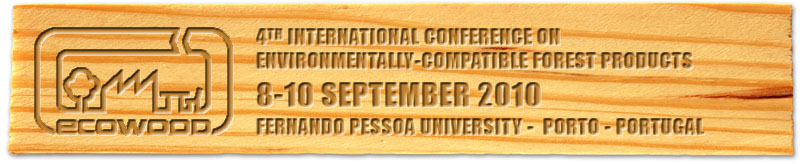 4TH INTERNATIONAL CONFERENCE ON
ENVIRONMENTALLY-COMPATIBLE FOREST PRODUCTS
8-10 SEPTEMBER 2010
FERNANDO PESSOA UNIVERSITY - PORTO - PORTUGAL
ECOWOOD